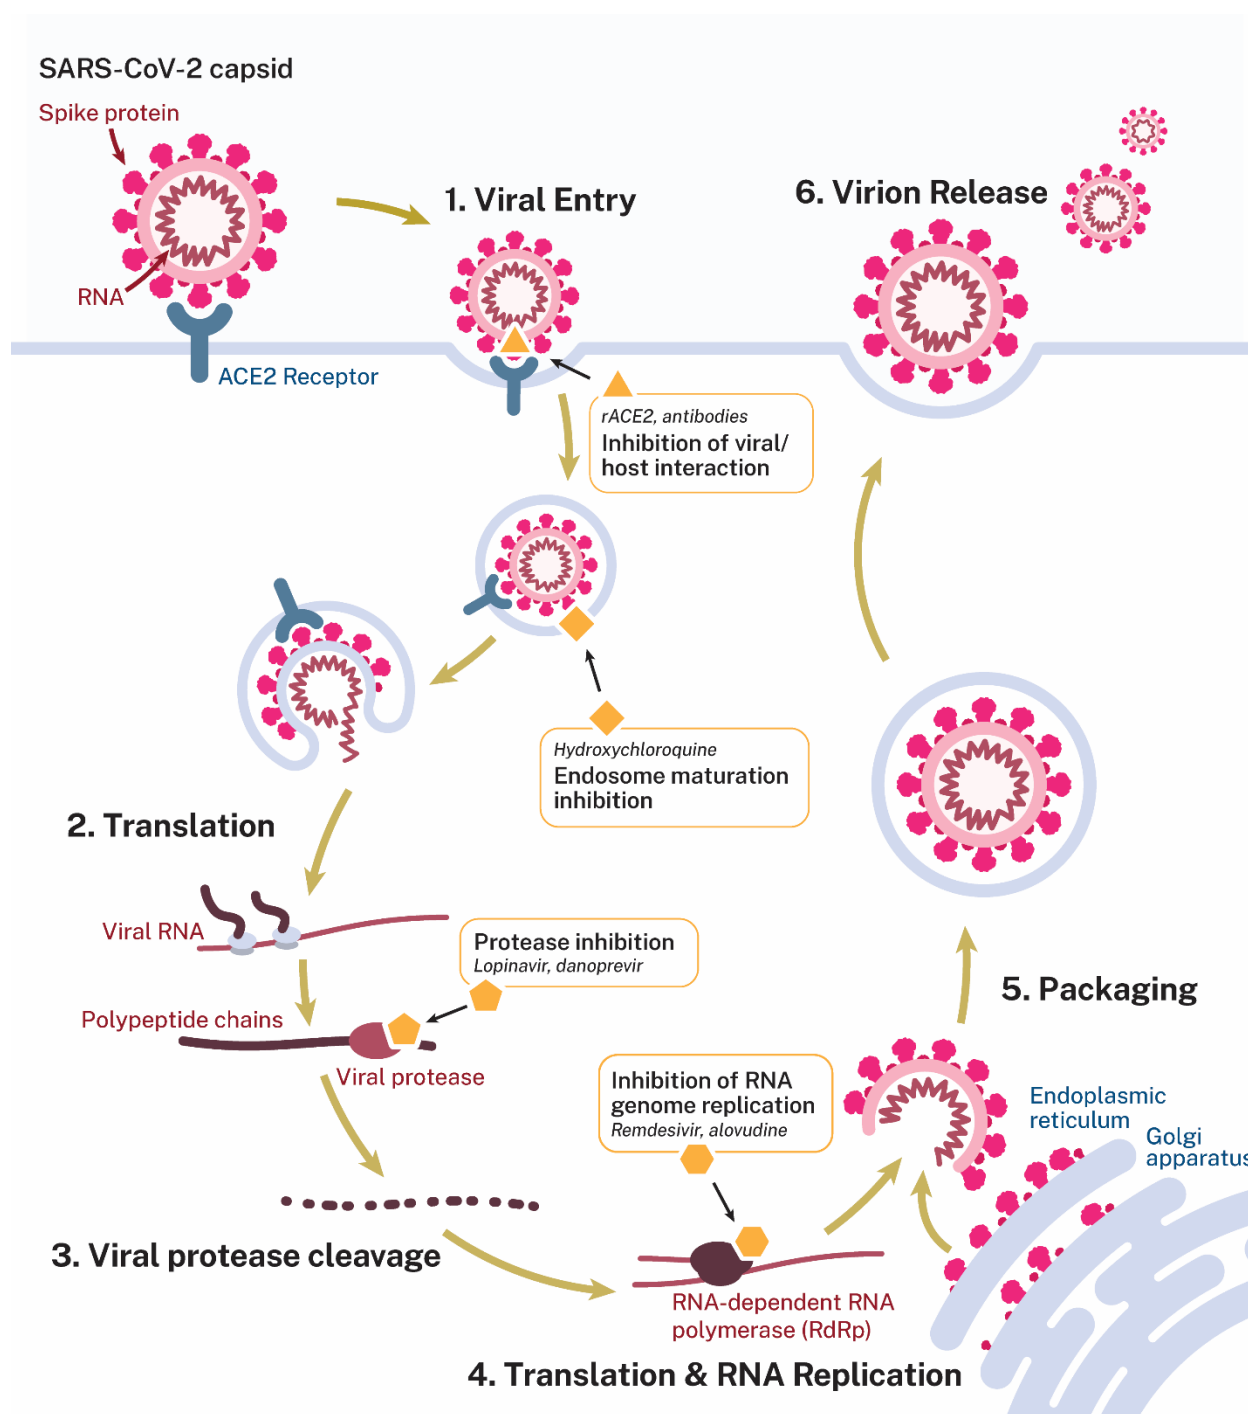 SARS-CoV-2 capsid
Spike protein
RNA
ACE2 Receptor
1. Viral Entry
rACE2, antibodies
Inhibition of viral/
host interaction
Hydroxychloroquine
Endosome maturation
inhibition
2. Translation
Viral RNA
Polypeptide chains
Viral protease
Protease inhibition
Lopinavir, danoprevir
3. Viral protease cleavage
Inhibition of RNA
genome replication
Remdesivir, alovudine
RNA-dependent RNA
polymerase (RdRp)
4. Translation & RNA Replication
Endoplasmic
reticulum
Golgi
apparatus
5. Packaging
6. Virion Release